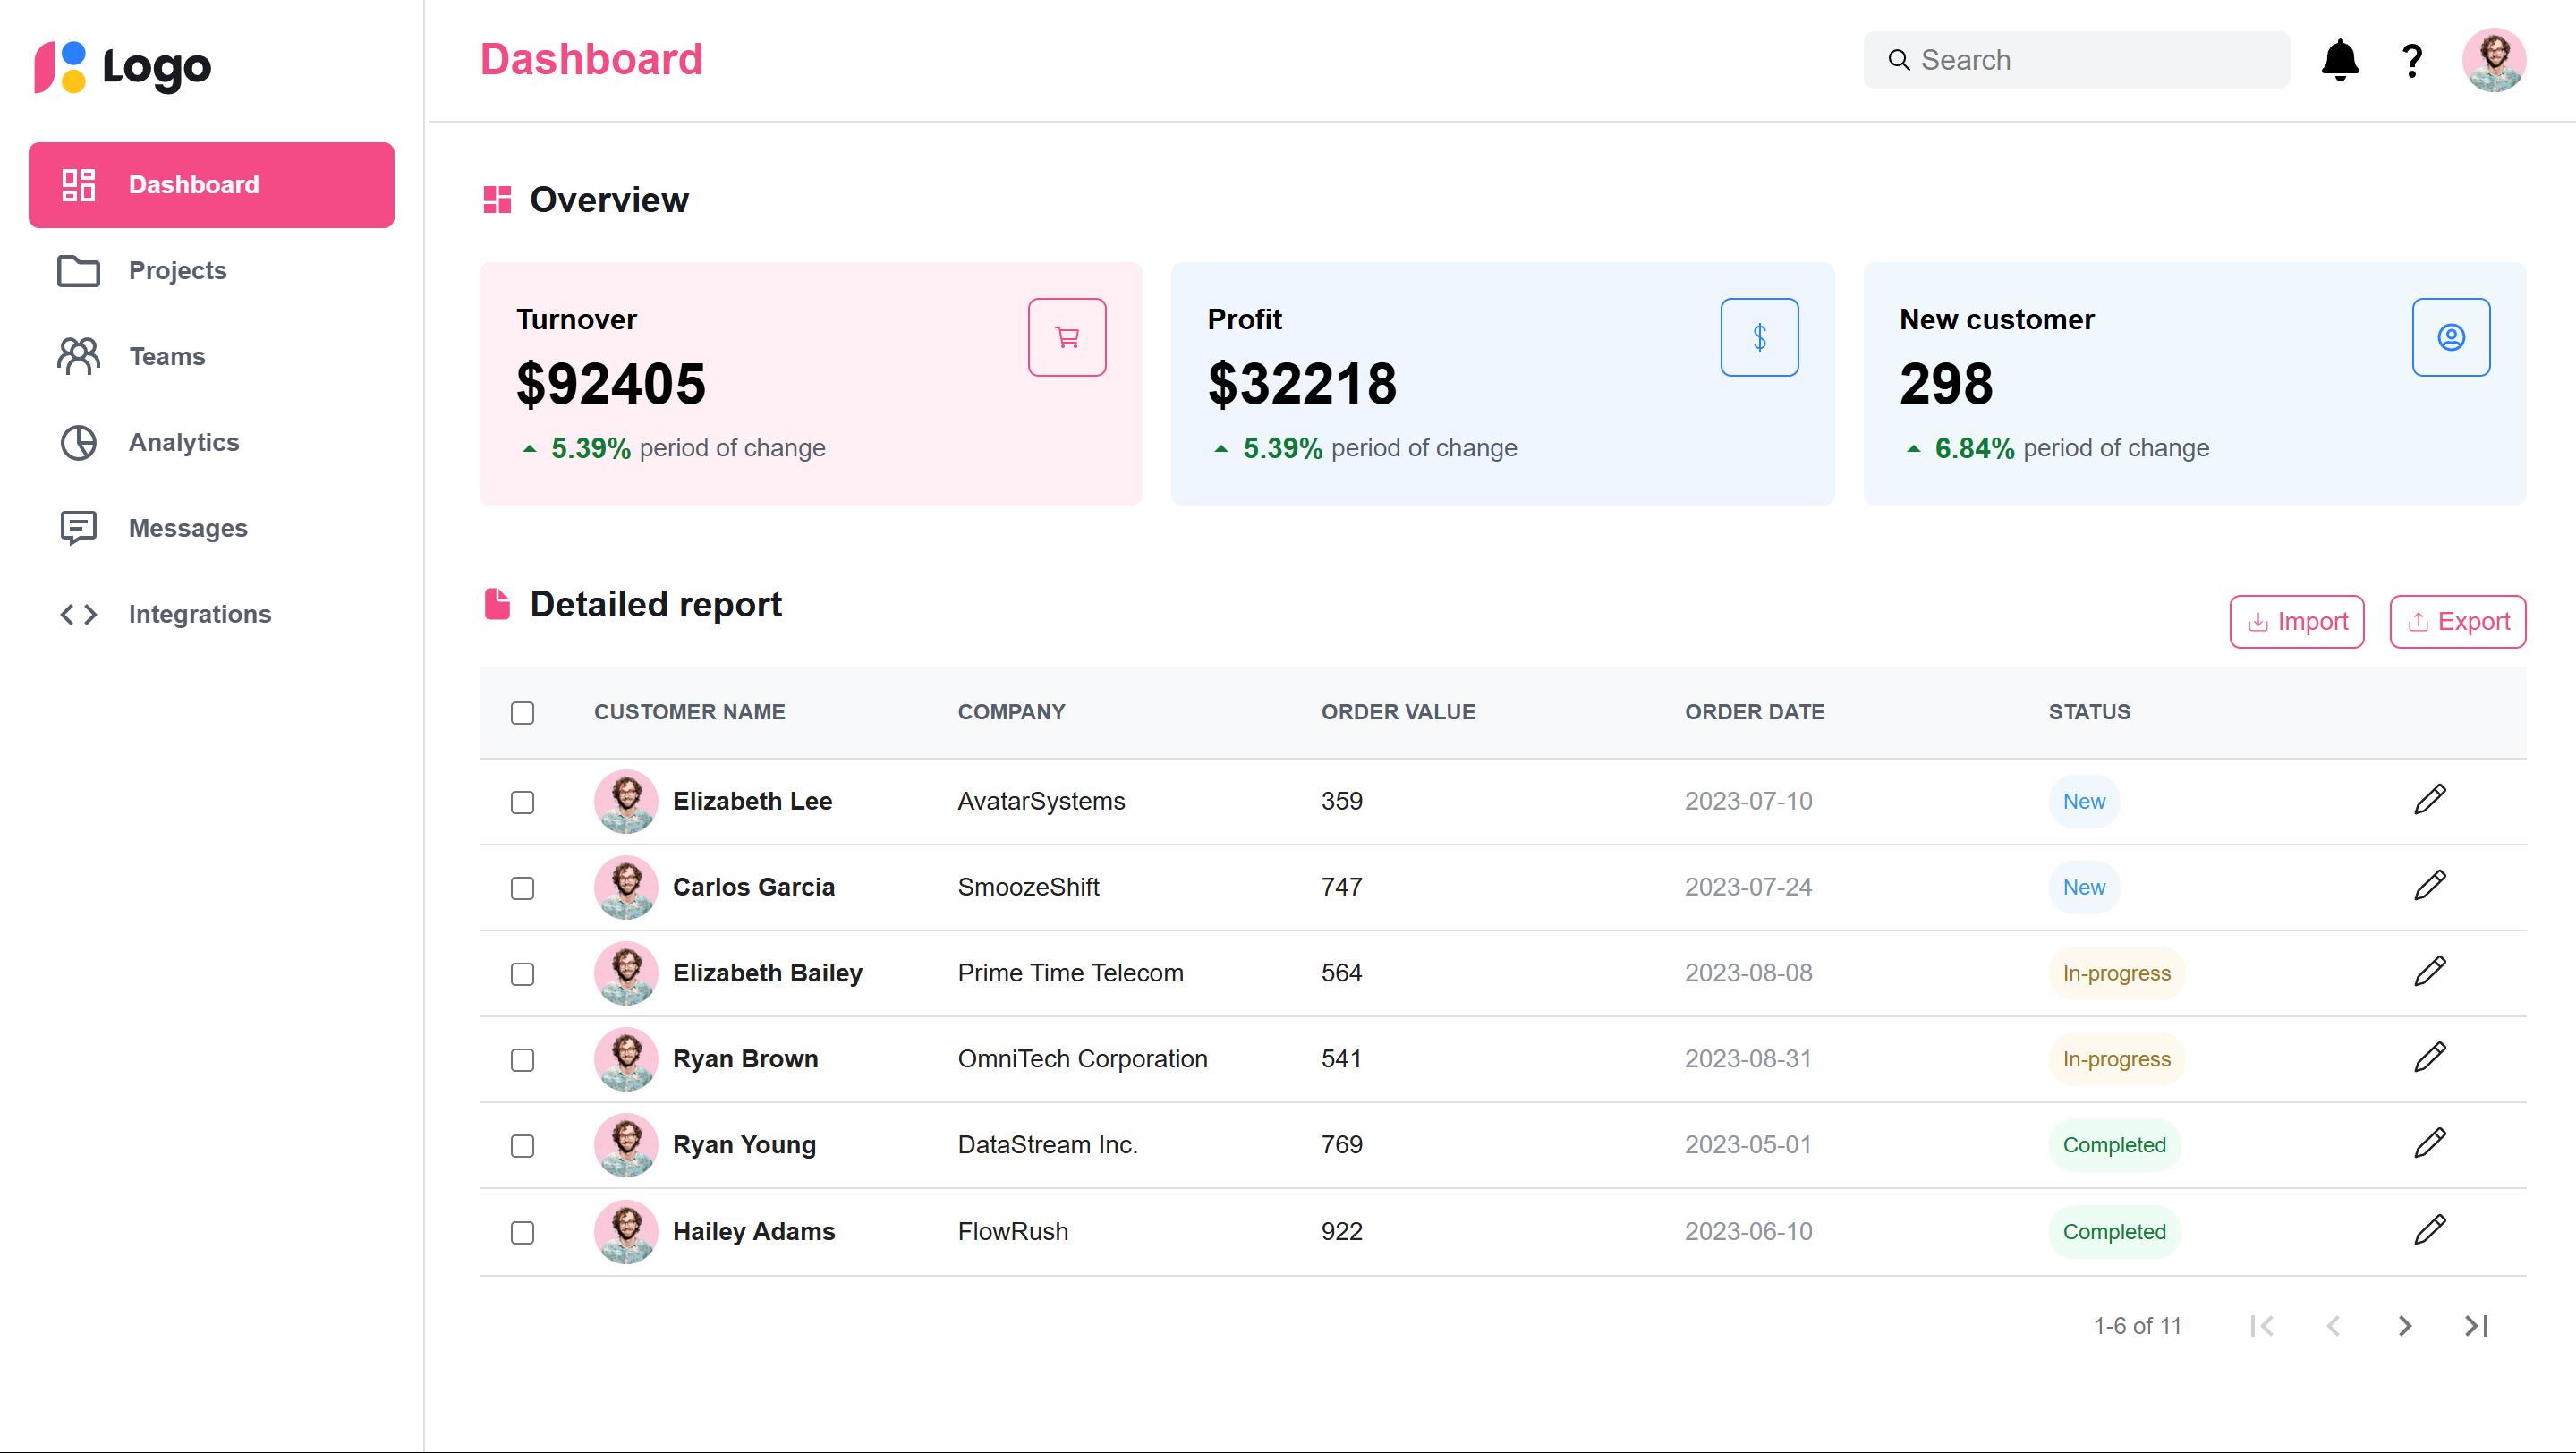 Logo
Dashboard
Projects
Teams
Analytics
Messages
Integrations
Dashboard
Search
?
Overview
Turnover
$92405
5.39% period of change
Profit
$32218
5.39% period of change
New customer
298
6.84% period of change
Detailed report
Import
Export
CUSTOMER NAME COMPANY ORDER VALUE ORDER DATE STATUS
Elizabeth Lee AvatarSystems 359 2023-07-10 New
Carlos Garcia SmoozeShift 747 2023-07-24 New
Elizabeth Bailey Prime Time Telecom 564 2023-08-08 In-progress
Ryan Brown OmniTech Corporation 541 2023-08-31 In-progress
Ryan Young DataStream Inc. 769 2023-05-01 Completed
Hailey Adams FlowRush 922 2023-06-10 Completed
1-6 of 11